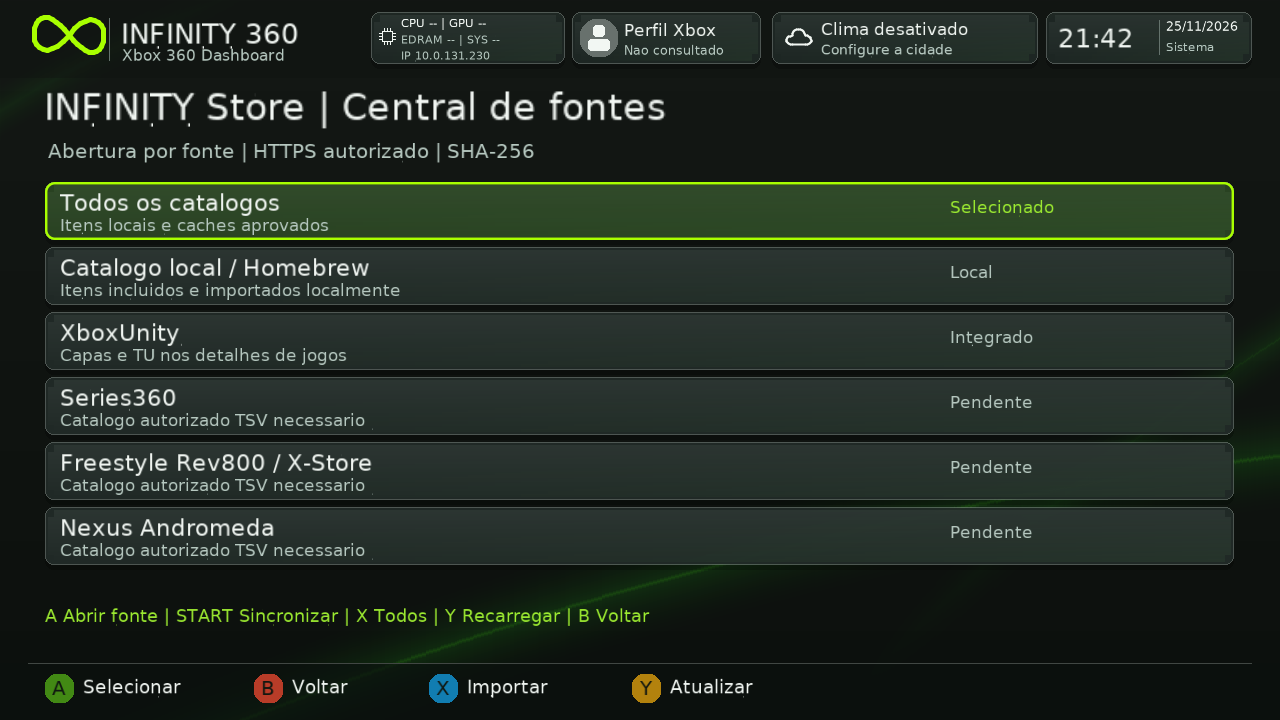 INFINITY 360
Xbox 360 Dashboard
CPU -- | GPU --
EDRAM -- | SYS --
IP 10.0.131.230
Perfil Xbox
Nao consultado
Clima desativado
Configure a cidade
21:42
25/11/2026
Sistema
INFINITY Store | Central de fontes
Abertura por fonte | HTTPS autorizado | SHA-256
Todos os catalogos
Selecionado
Itens locais e caches aprovados
Catalogo local / Homebrew
Local
Itens incluidos e importados localmente
XboxUnity
Integrado
Capas e TU nos detalhes de jogos
Series360
Pendente
Catalogo autorizado TSV necessario
Freestyle Rev800 / X-Store
Pendente
Catalogo autorizado TSV necessario
Nexus Andromeda
Pendente
Catalogo autorizado TSV necessario
A Abrir fonte | START Sincronizar | X Todos | Y Recarregar | B Voltar
A Selecionar
B Voltar
X Importar
Y Atualizar